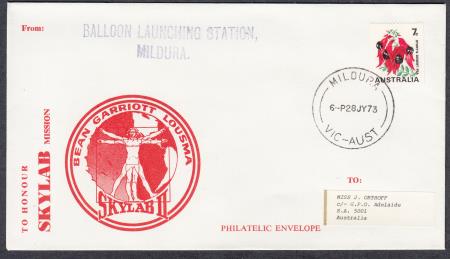 From:
BALLOON LAUNCHING STATION,
MILDURA.
7c
AUSTRALIA
MILDURA
6-P28JY73
VIC-AUST
TO HONOUR
SKYLAB MISSION
BEAN GARRIOTT LOUSMA
SKYLAB II
TO:
MISS J. ORTHOFF
c/- G.P.O. Adelaide
S.A. 5001
Australia
PHILATELIC ENVELOPE